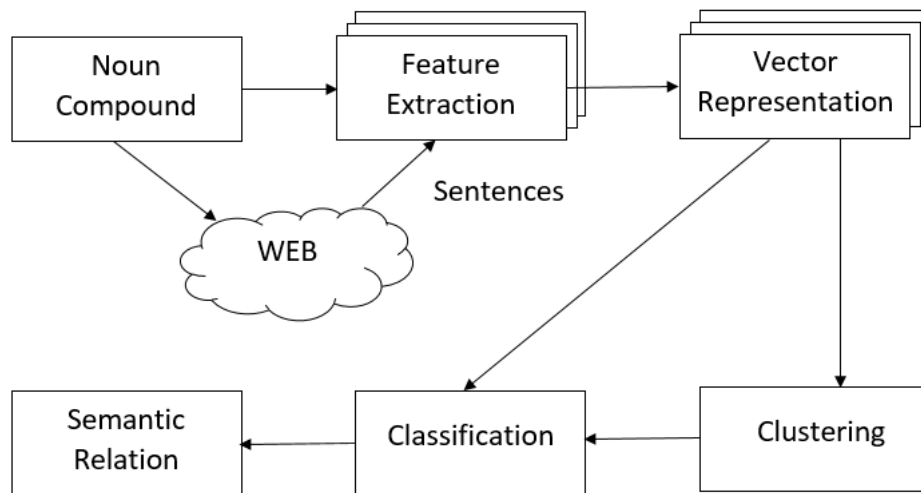 Noun
Compound
Feature
Extraction
Vector
Representation
Sentences
WEB
Semantic
Relation
Classification
Clustering